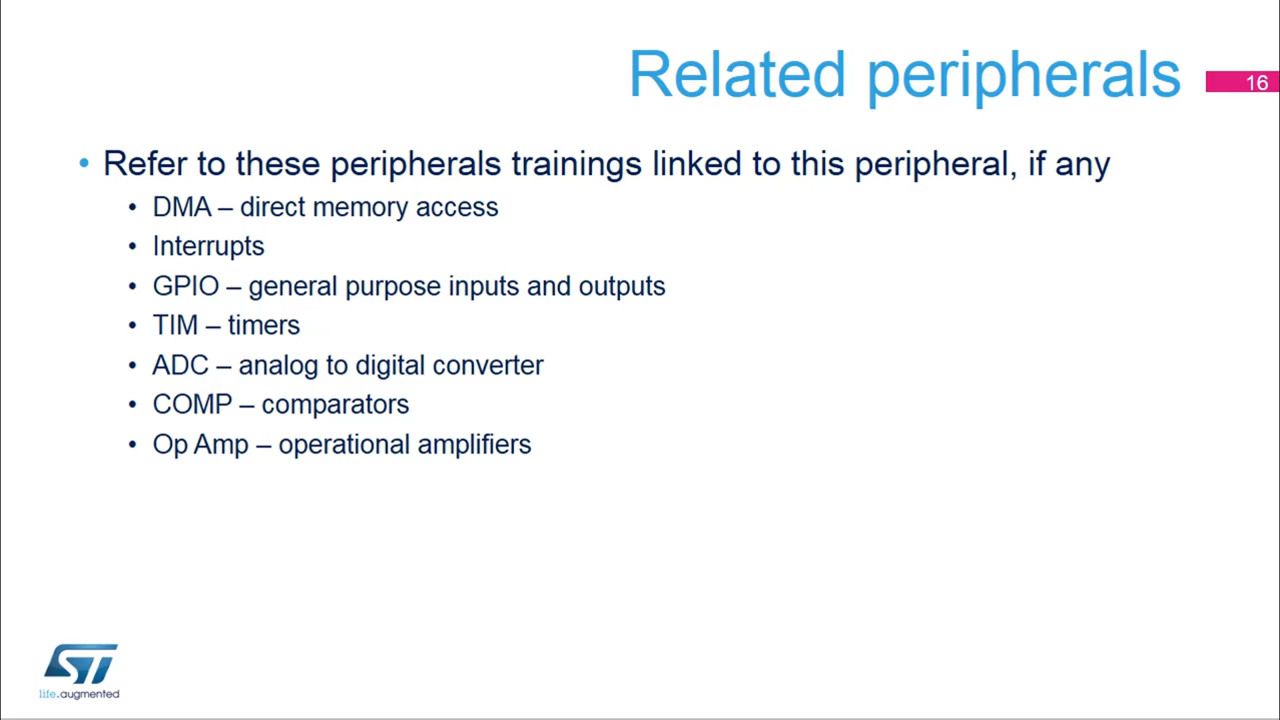 Related peripherals
16
• Refer to these peripherals trainings linked to this peripheral, if any
• DMA – direct memory access
• Interrupts
• GPIO – general purpose inputs and outputs
• TIM – timers
• ADC – analog to digital converter
• COMP – comparators
• Op Amp – operational amplifiers
ST
life.augmented